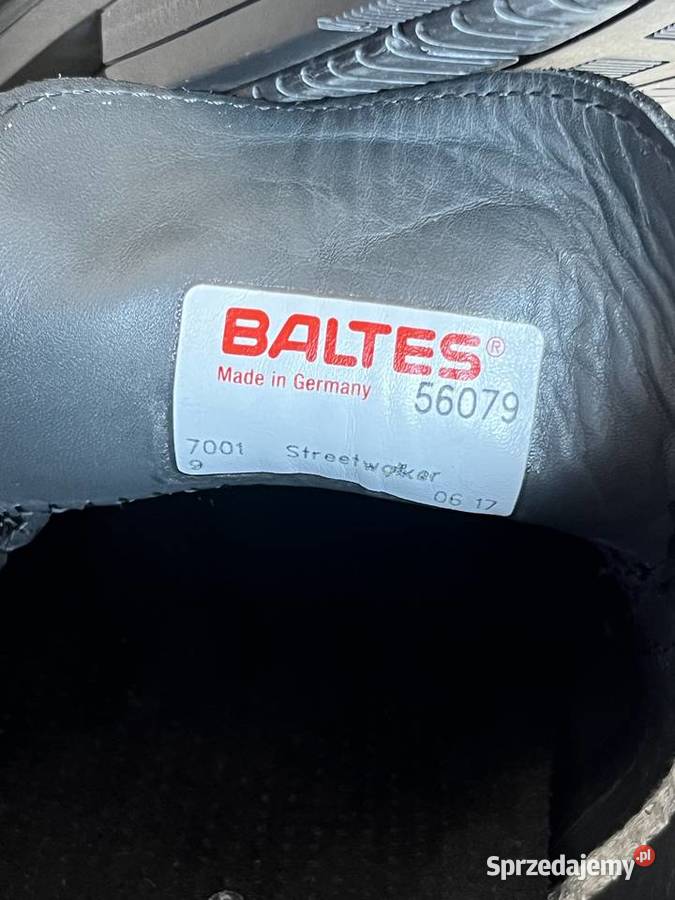 BALTES®
Made in Germany 56079
7001 Streetwalker
9 06 17
Sprzedajemy.pl